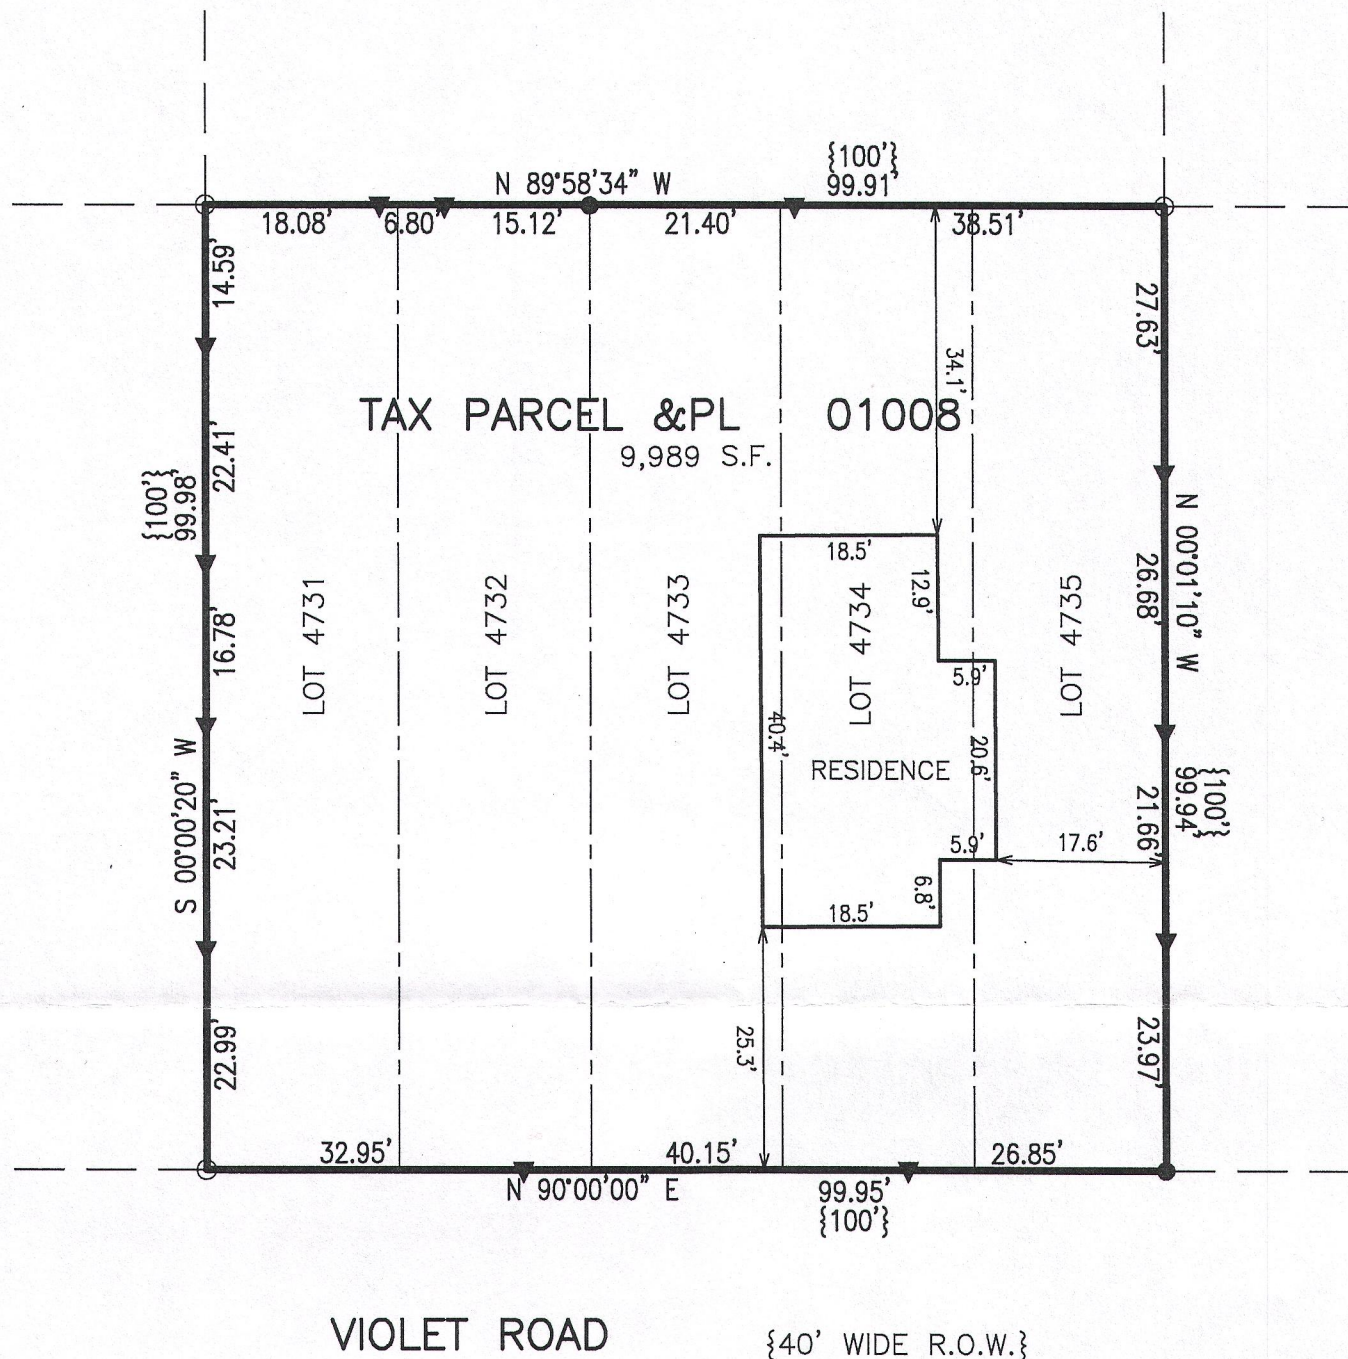 {100'}
N 89°58'34" W
99.91'
18.08'
6.80'
15.12'
21.40'
38.51'
14.59'
27.63'
34.1'
TAX PARCEL &PL 01008
9,989 S.F.
22.41'
{100'}
99.98'
N 00°01'10" W
18.5'
12.9'
26.68'
16.78'
LOT 4731
LOT 4732
LOT 4733
LOT 4734
LOT 4735
5.9'
40.4'
20.6'
RESIDENCE
S 00°00'20" W
23.21'
{100'}
99.94'
21.66'
5.9'
17.6'
6.8'
18.5'
25.3'
22.99'
23.97'
32.95'
40.15'
26.85'
N 90°00'00" E
99.95'
{100'}
VIOLET ROAD
{40' WIDE R.O.W.}